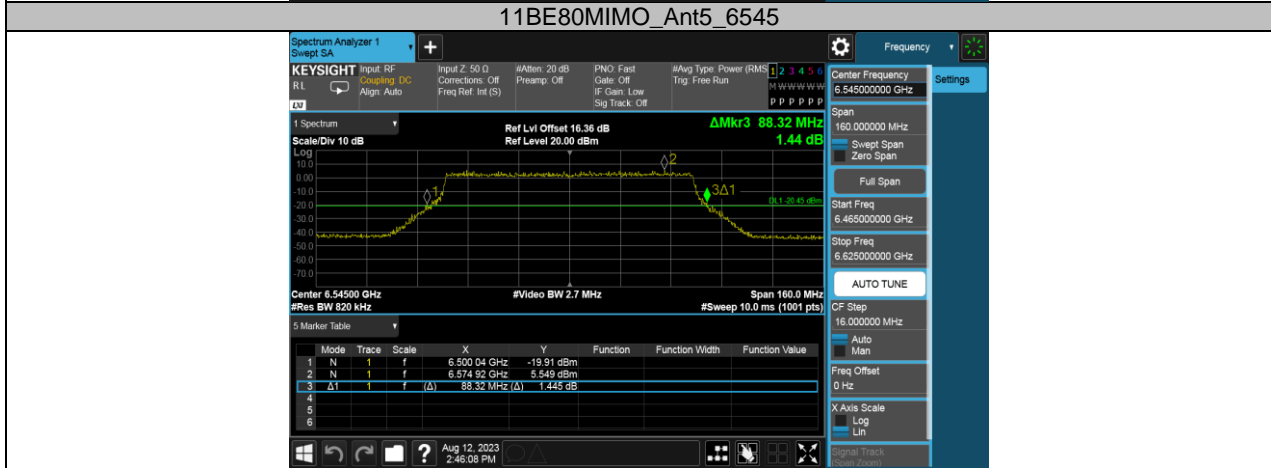 11BE80MIMO_Ant5_6545
Spectrum Analyzer 1
Swept SA
+
Frequency
KEYSIGHT
RL
LXI
Input: RF
Coupling: DC
Align: Auto
Input Z: 50 Ω
Corrections: Off
Freq Ref: Int (S)
#Atten: 20 dB
Preamp: Off
PNO: Fast
Gate: Off
IF Gain: Low
Sig Track: Off
#Avg Type: Power (RMS
Trig: Free Run
1 2 3 4 5 6
M W W W W W
P P P P P P
Center Frequency
6.545000000 GHz
Settings
Span
160.000000 MHz
Swept Span
Zero Span
Full Span
Start Freq
6.465000000 GHz
Stop Freq
6.625000000 GHz
AUTO TUNE
CF Step
16.000000 MHz
Auto
Man
Freq Offset
0 Hz
X Axis Scale
Log
Lin
Signal Track
(Span Zoom)
1 Spectrum
Scale/Div 10 dB
Ref Lvl Offset 16.36 dB
Ref Level 20.00 dBm
ΔMkr3 88.32 MHz
1.44 dB
Log
10.0
0.00
-10.0
-20.0
-30.0
-40.0
-50.0
-60.0
-70.0
1
2
3Δ1
DL1 -20.45 dBm
Center 6.54500 GHz
#Res BW 820 kHz
#Video BW 2.7 MHz
Span 160.0 MHz
#Sweep 10.0 ms (1001 pts)
5 Marker Table
Mode Trace Scale X Y Function Function Width Function Value
1 N 1 f 6.500 04 GHz -19.91 dBm
2 N 1 f 6.574 92 GHz 5.549 dBm
3 Δ1 1 f (Δ) 88.32 MHz (Δ) 1.445 dB
4
5
6
?
Aug 12, 2023
2:46:08 PM